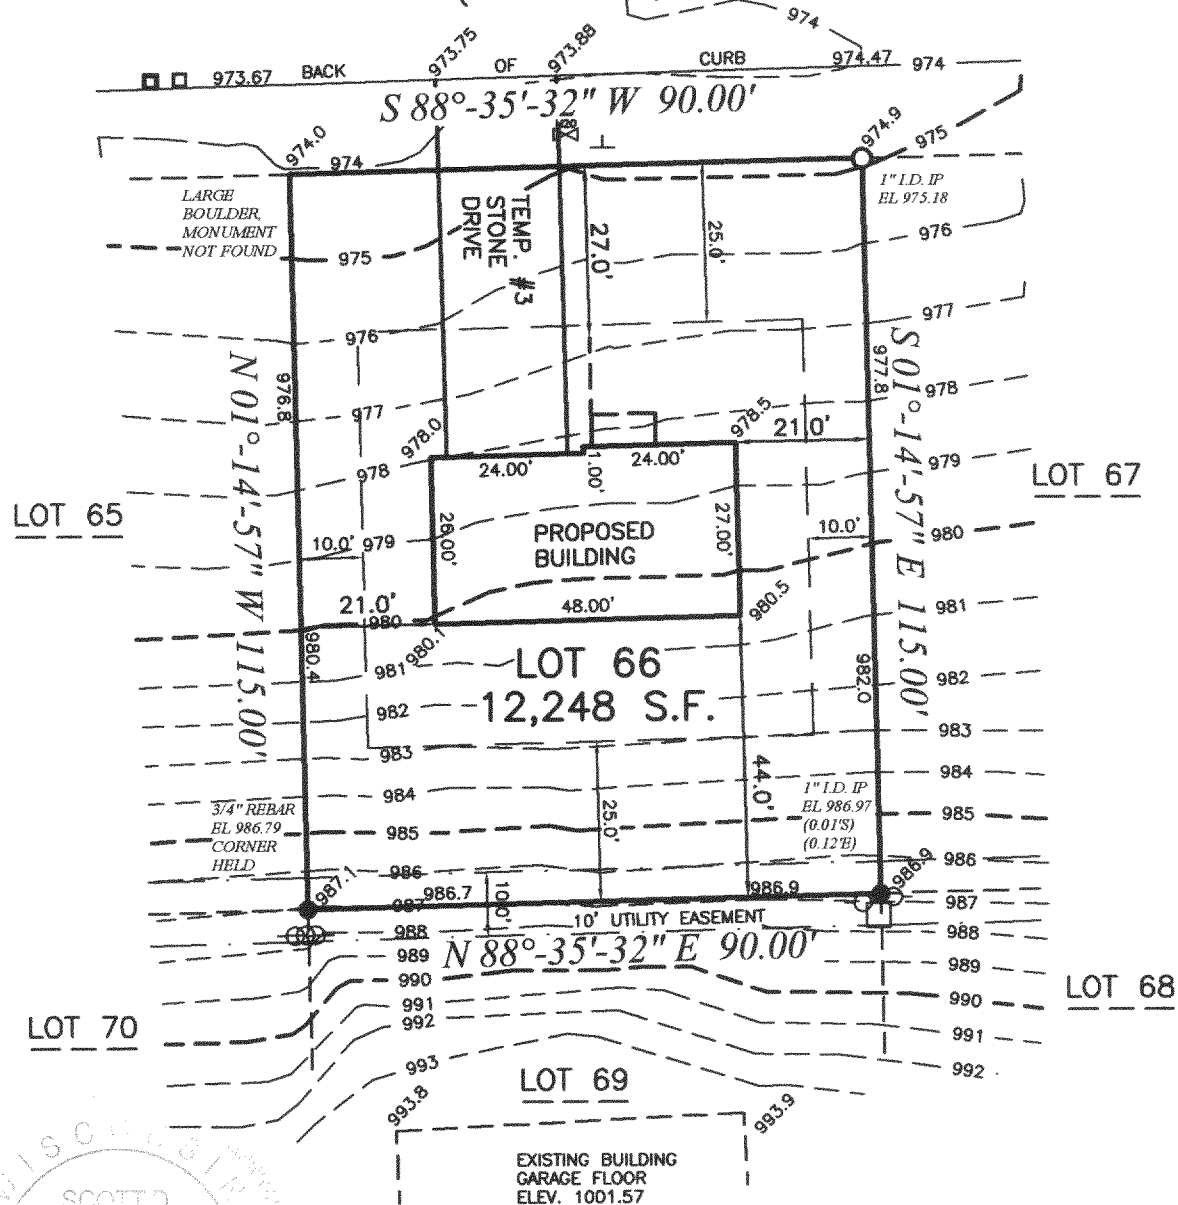 974
973.75
973.88
973.67
BACK
OF
CURB
974.47
974
S 88°-35'-32" W 90.00'
974.0
974
974.9
975
LARGE
BOULDER,
MONUMENT
NOT FOUND
1" I.D. IP
EL 975.18
TEMP.
STONE
DRIVE
#3
27.0'
25.0'
975
976
976
977
N 01°-14'-57" W 115.00'
S 01°-14'-57" E 115.00'
976.8
977.8
977
978
978.0
978.5
21.0'
24.00'
1.00'
24.00'
978
979
LOT 65
LOT 67
10.0'
979
26.00'
PROPOSED
BUILDING
27.00'
10.0'
980
21.0'
980
48.00'
980.5
981
980.4
980.1
981
LOT 66
12,248 S.F.
982.0
982
982
983
983
984
984
44.0'
25.0'
3/4" REBAR
EL 986.79
CORNER
HELD
1" I.D. IP
EL 986.97
(0.01'S)
(0.12'E)
985
985
986
986
987.1
986.7
986.9
986.9
987
987
10.0'
10' UTILITY EASEMENT
988
988
N 88°-35'-32" E 90.00'
989
989
990
990
LOT 68
991
991
992
992
LOT 70
993
LOT 69
993.8
993.9
EXISTING BUILDING
GARAGE FLOOR
ELEV. 1001.57
SCOTT D